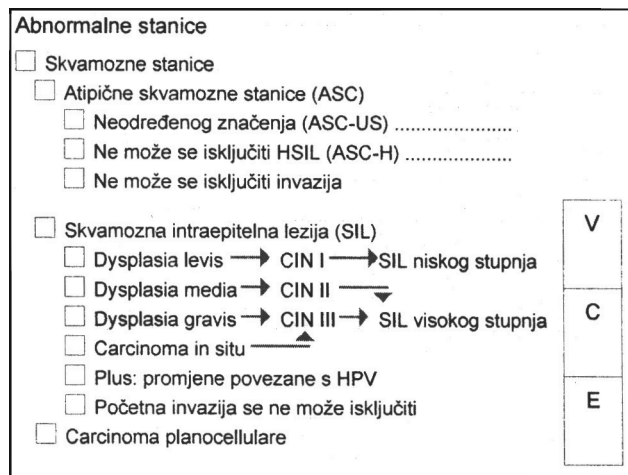 Abnormalne stanice
Skvamozne stanice
Atipične skvamozne stanice (ASC)
Neodređenog značenja (ASC-US) ......................
Ne može se isključiti HSIL (ASC-H) ....................
Ne može se isključiti invazija
Skvamozna intraepitelna lezija (SIL)
Dysplasia levis → CIN I → SIL niskog stupnja
Dysplasia media → CIN II
Dysplasia gravis → CIN III → SIL visokog stupnja
Carcinoma in situ
Plus: promjene povezane s HPV
Početna invazija se ne može isključiti
Carcinoma planocellulare
V
C
E